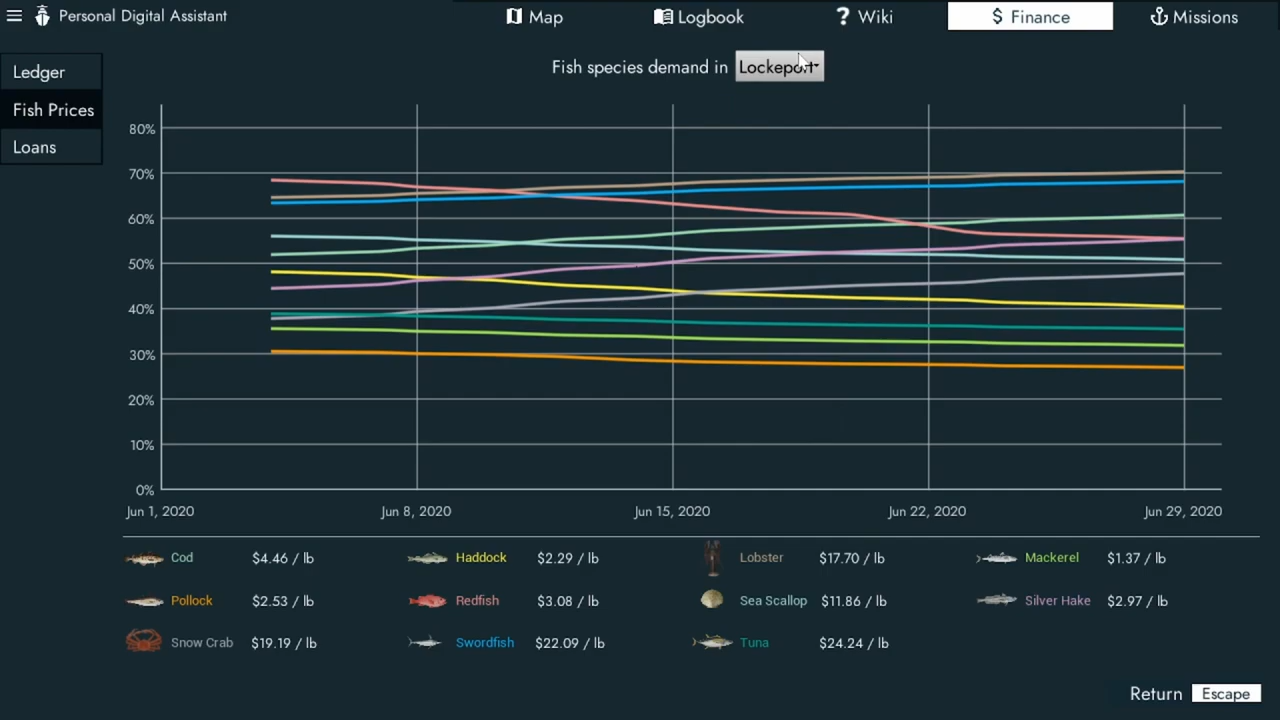 Personal Digital Assistant
Map
Logbook
? Wiki
$ Finance
Missions
Ledger
Fish Prices
Loans
Fish species demand in Lockeport
80%
70%
60%
50%
40%
30%
20%
10%
0%
Jun 1, 2020
Jun 8, 2020
Jun 15, 2020
Jun 22, 2020
Jun 29, 2020
Cod $4.46 / lb
Haddock $2.29 / lb
Lobster $17.70 / lb
Mackerel $1.37 / lb
Pollock $2.53 / lb
Redfish $3.08 / lb
Sea Scallop $11.86 / lb
Silver Hake $2.97 / lb
Snow Crab $19.19 / lb
Swordfish $22.09 / lb
Tuna $24.24 / lb
Return Escape